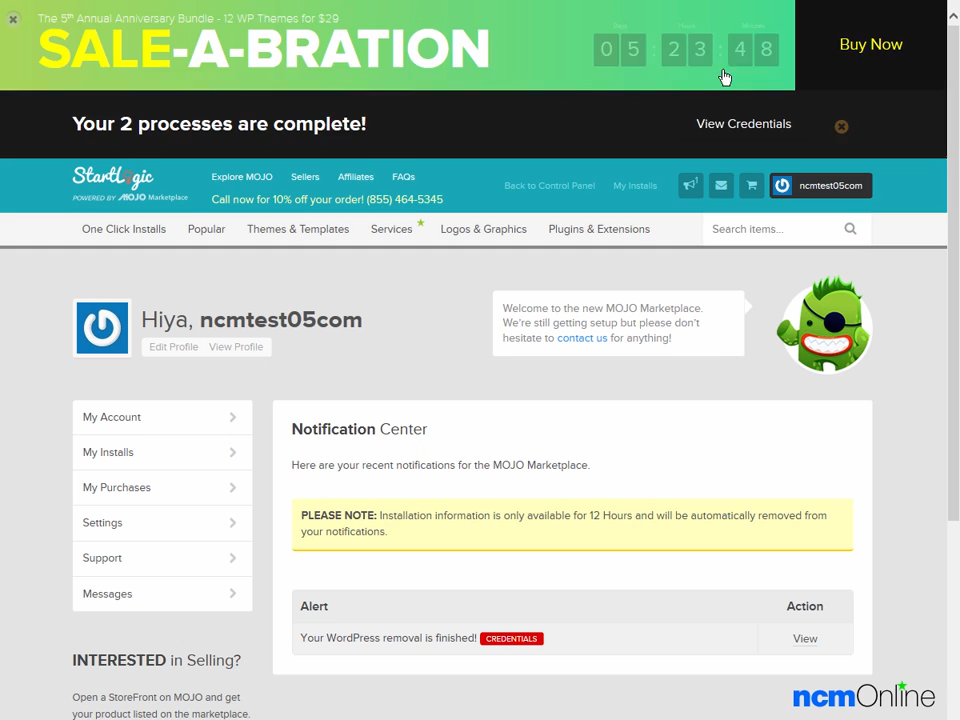 The 5th Annual Anniversary Bundle - 12 WP Themes for $29
SALE-A-BRATION
Days Hours Minutes
05 : 23 : 48
Buy Now
Your 2 processes are complete!
View Credentials
StartLogic
POWERED BY MOJO Marketplace
Explore MOJO Sellers Affiliates FAQs
Call now for 10% off your order! (855) 464-5345
Back to Control Panel My Installs
1
ncmtest05com
One Click Installs Popular Themes & Templates Services Logos & Graphics Plugins & Extensions
Search items...
Hiya, ncmtest05com
Edit Profile View Profile
Welcome to the new MOJO Marketplace.
We're still getting setup but please don't
hesitate to contact us for anything!
My Account
My Installs
My Purchases
Settings
Support
Messages
Notification Center
Here are your recent notifications for the MOJO Marketplace.
PLEASE NOTE: Installation information is only available for 12 Hours and will be automatically removed from
your notifications.
Alert Action
Your WordPress removal is finished! CREDENTIALS View
INTERESTED in Selling?
Open a StoreFront on MOJO and get
your product listed on the marketplace.
ncmOnline